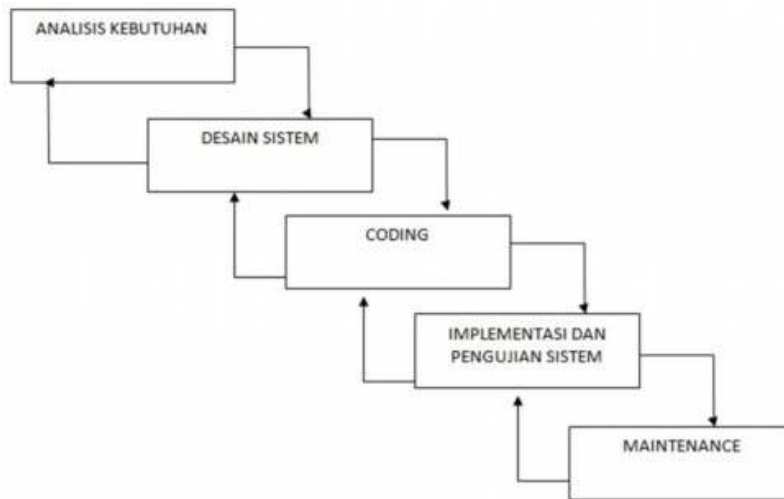 ANALISIS KEBUTUHAN
DESAIN SISTEM
CODING
IMPLEMENTASI DAN
PENGUJIAN SISTEM
MAINTENANCE